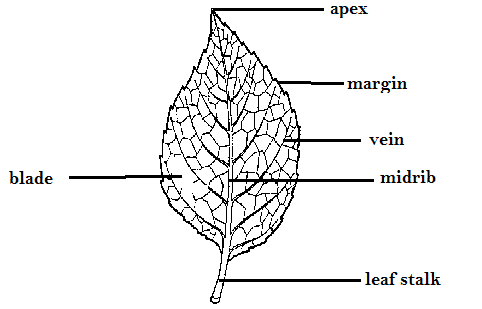 apex
margin
vein
blade
midrib
leaf stalk